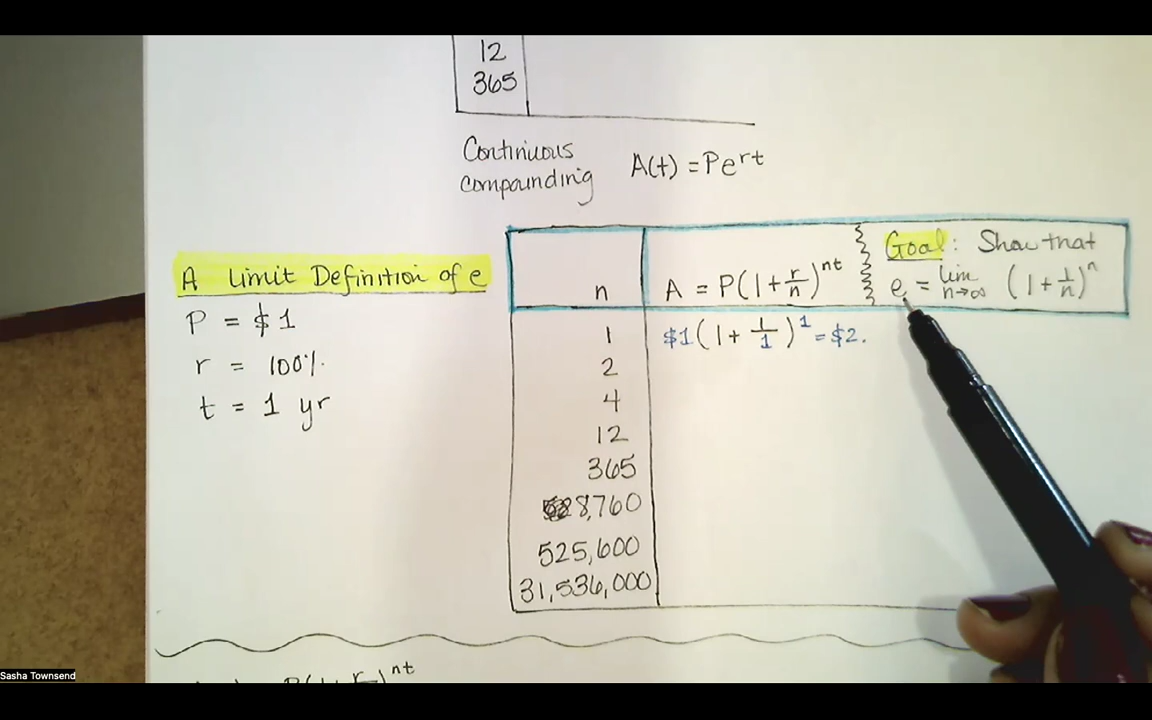 12
365
Continuous
compounding
A(t) = Pe^rt
A Limit Definition of e
P = $1
r = 100%
t = 1 yr
n
A = P(1 + r/n)^nt
Goal: Show that
e = lim n→∞ (1 + 1/n)^n
1 $1(1 + 1/1)^1 = $2.
2
4
12
365
8,760
525,600
31,536,000
Sasha Townsend